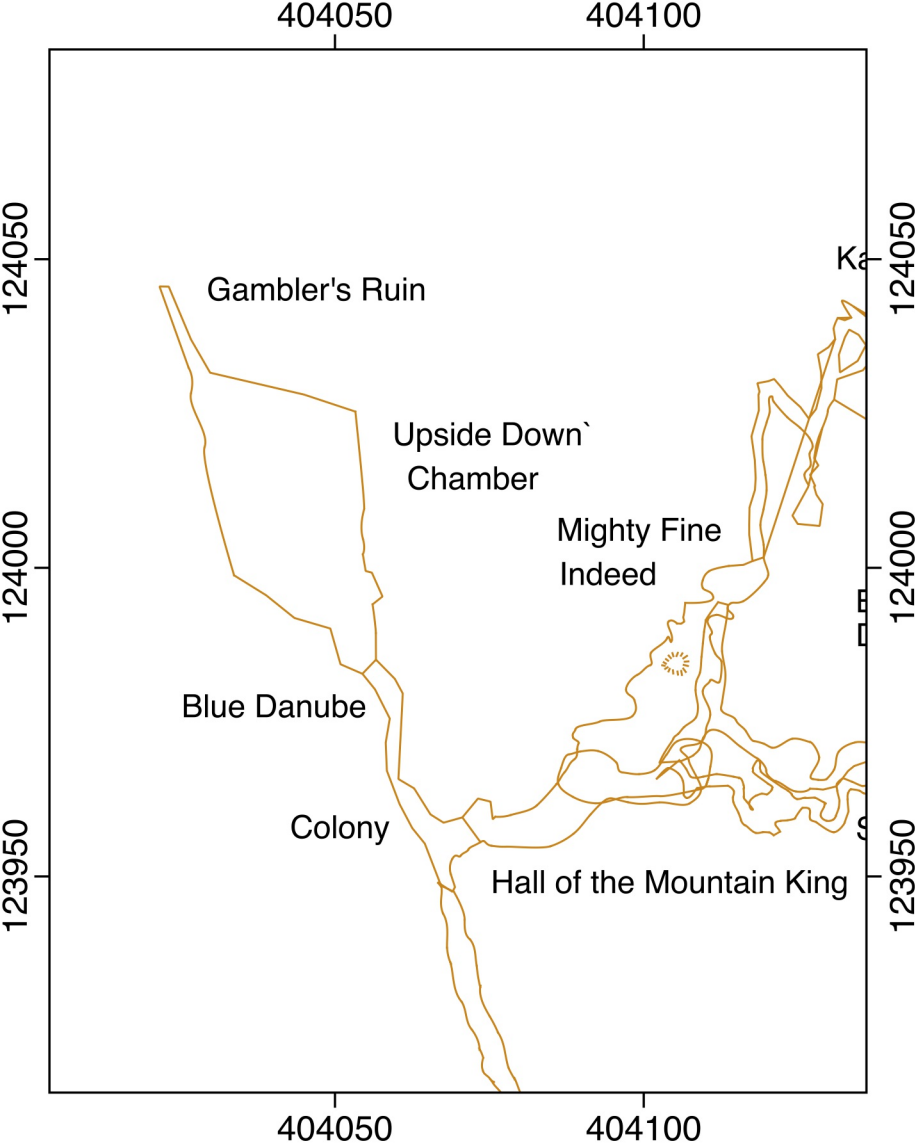 404050 404100
124050
124050
Gambler's Ruin
Upside Down`
Chamber
Mighty Fine
Indeed
124000
124000
Blue Danube
Colony
Hall of the Mountain King
123950
123950
404050 404100